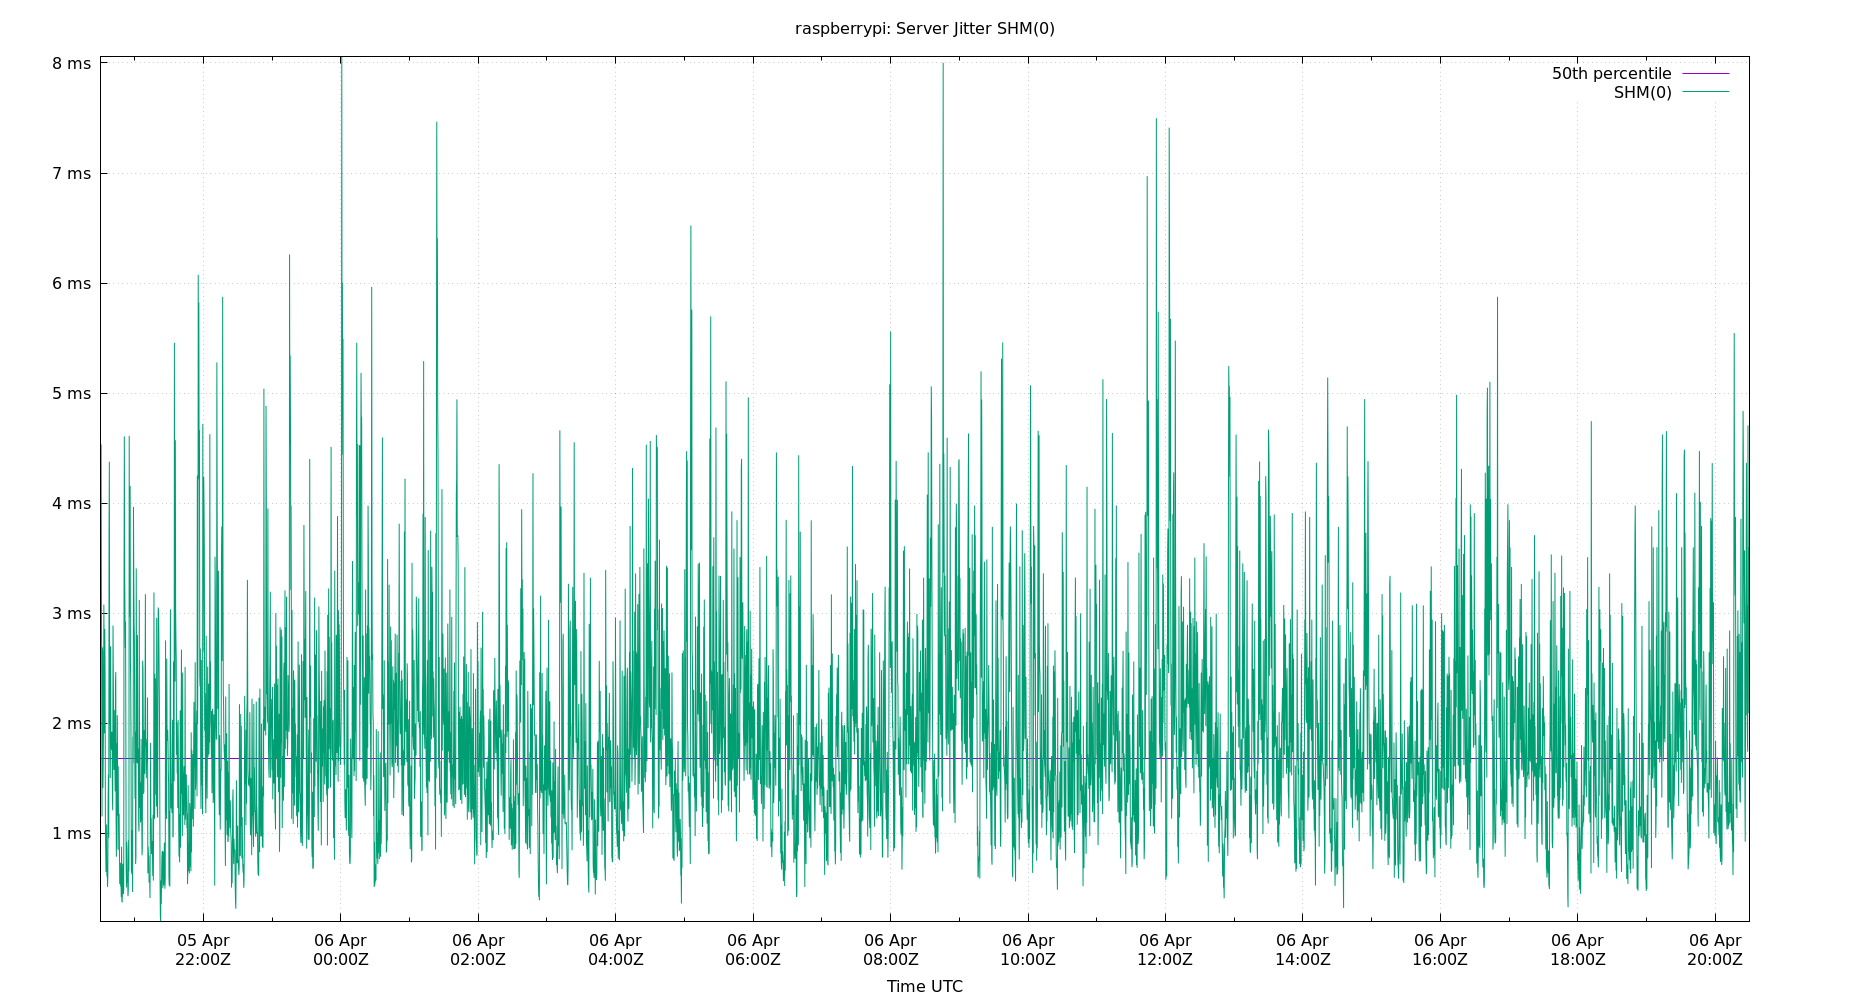 raspberrypi: Server Jitter SHM(0)
50th percentile
SHM(0)
8 ms
7 ms
6 ms
5 ms
4 ms
3 ms
2 ms
1 ms
05 Apr 06 Apr 06 Apr 06 Apr 06 Apr 06 Apr 06 Apr 06 Apr 06 Apr 06 Apr 06 Apr 06 Apr
22:00Z 00:00Z 02:00Z 04:00Z 06:00Z 08:00Z 10:00Z 12:00Z 14:00Z 16:00Z 18:00Z 20:00Z
Time UTC